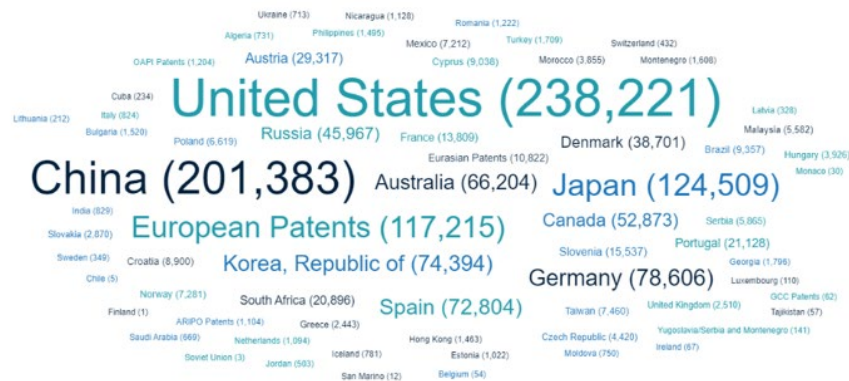 Ukraine (713)
Nicaragua (1,128)
Romania (1,222)
Algeria (731)
Philippines (1,495)
Mexico (7,212)
Turkey (1,709)
Switzerland (432)
OAPI Patents (1,204)
Austria (29,317)
Cyprus (9,038)
Morocco (3,855)
Montenegro (1,606)
Cuba (234)
United States (238,221)
Latvia (328)
Lithuania (212)
Italy (824)
Bulgaria (1,520)
Russia (45,967)
France (13,809)
Malaysia (5,582)
Poland (6,619)
Denmark (38,701)
Brazil (9,357)
Hungary (3,926)
Eurasian Patents (10,822)
Monaco (30)
China (201,383)
Australia (66,204)
Japan (124,509)
India (829)
European Patents (117,215)
Canada (52,873)
Serbia (5,865)
Slovakia (2,870)
Portugal (21,128)
Sweden (349)
Croatia (8,900)
Korea, Republic of (74,394)
Slovenia (15,537)
Georgia (1,798)
Chile (5)
Germany (78,606)
Luxembourg (110)
Norway (7,281)
South Africa (20,896)
Spain (72,804)
GCC Patents (62)
Finland (1)
Taiwan (7,460)
United Kingdom (2,510)
Tajikistan (57)
ARIPO Patents (1,104)
Greece (2,443)
Saudi Arabia (669)
Netherlands (1,094)
Hong Kong (1,463)
Czech Republic (4,420)
Yugoslavia/Serbia and Montenegro (141)
Soviet Union (3)
Iceland (781)
Estonia (1,022)
Moldova (750)
Ireland (67)
Jordan (503)
San Marino (12)
Belgium (54)